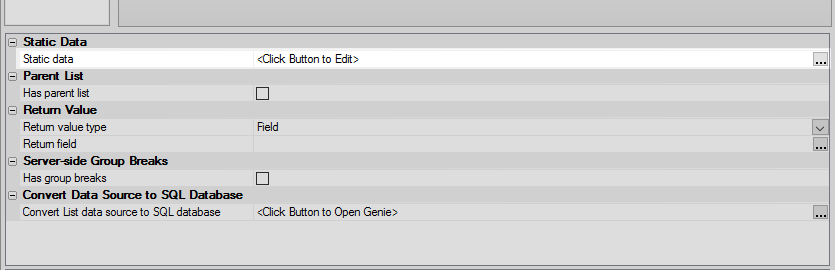 Static Data
Static data <Click Button to Edit> ...
Parent List
Has parent list
Return Value
Return value type Field
Return field ...
Server-side Group Breaks
Has group breaks
Convert Data Source to SQL Database
Convert List data source to SQL database <Click Button to Open Genie> ...